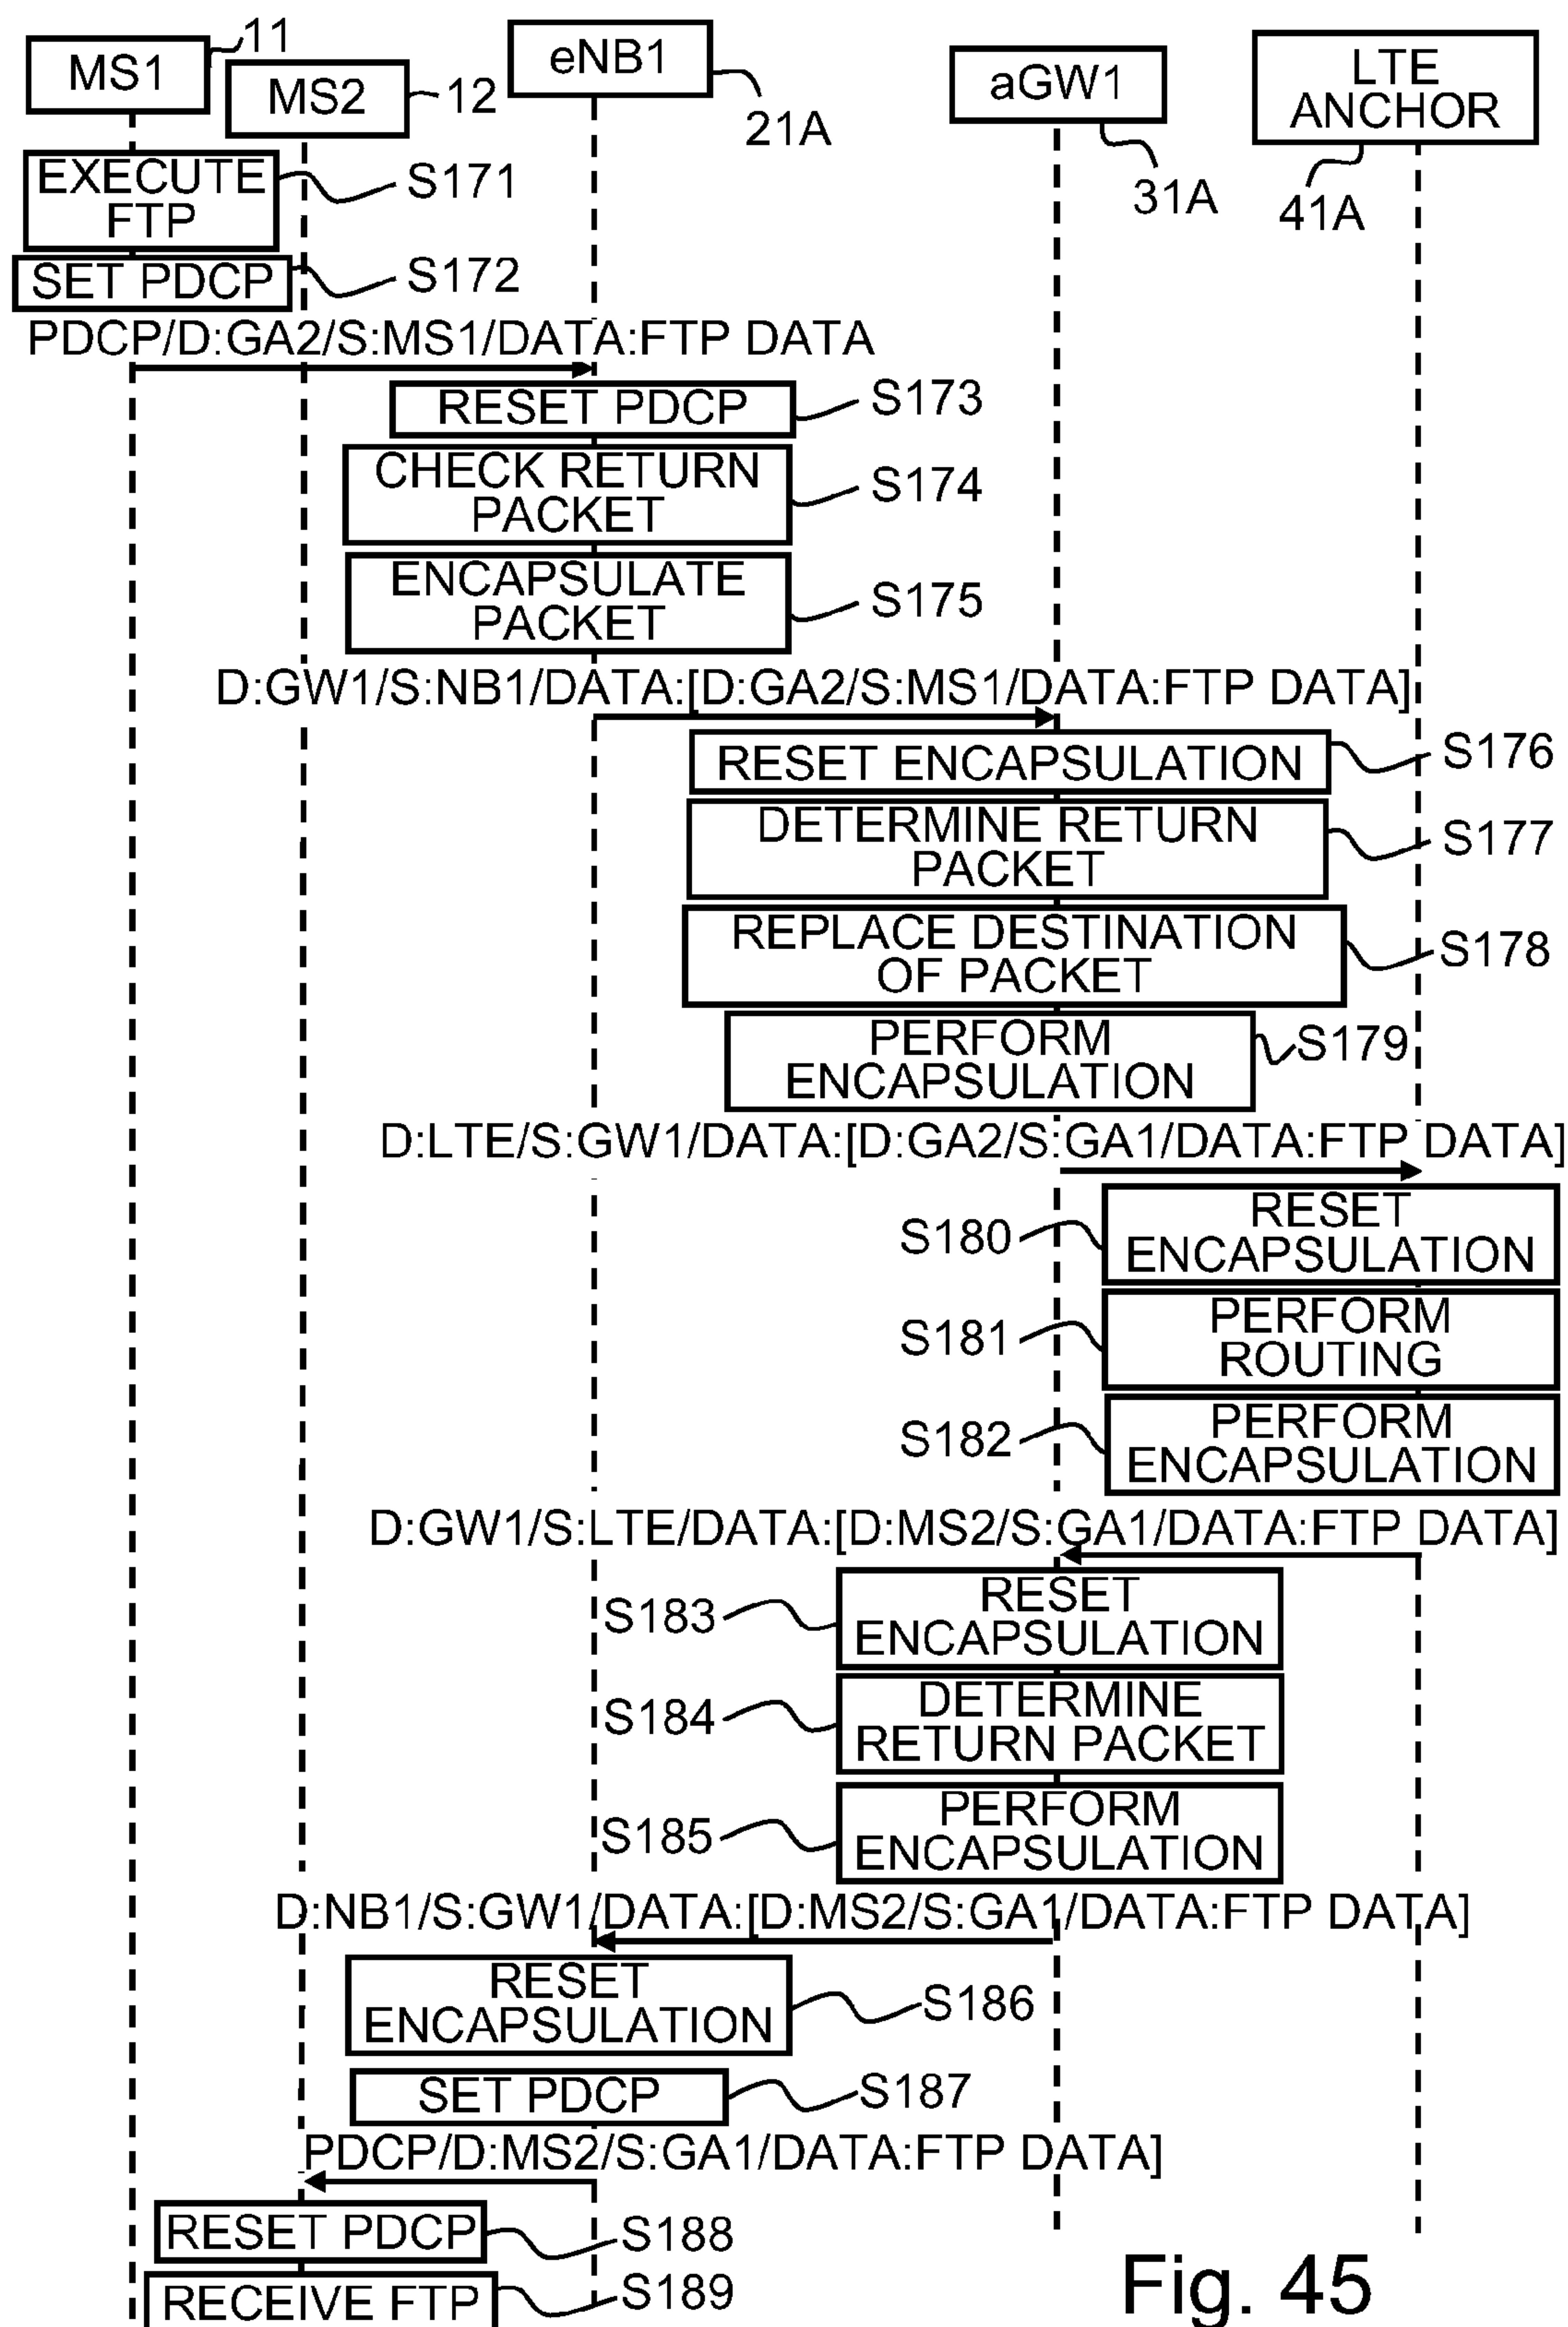 MS1
11
MS2
12
eNB1
21A
aGW1
31A
LTE
ANCHOR
41A
EXECUTE
FTP
S171
SET PDCP
S172
PDCP/D:GA2/S:MS1/DATA:FTP DATA
RESET PDCP
S173
CHECK RETURN
PACKET
S174
ENCAPSULATE
PACKET
S175
D:GW1/S:NB1/DATA:[D:GA2/S:MS1/DATA:FTP DATA]
RESET ENCAPSULATION
S176
DETERMINE RETURN
PACKET
S177
REPLACE DESTINATION
OF PACKET
S178
PERFORM
ENCAPSULATION
S179
D:LTE/S:GW1/DATA:[D:GA2/S:GA1/DATA:FTP DATA]
S180
RESET
ENCAPSULATION
S181
PERFORM
ROUTING
S182
PERFORM
ENCAPSULATION
D:GW1/S:LTE/DATA:[D:MS2/S:GA1/DATA:FTP DATA]
S183
RESET
ENCAPSULATION
S184
DETERMINE
RETURN PACKET
S185
PERFORM
ENCAPSULATION
D:NB1/S:GW1/DATA:[D:MS2/S:GA1/DATA:FTP DATA]
RESET
ENCAPSULATION
S186
SET PDCP
S187
PDCP/D:MS2/S:GA1/DATA:FTP DATA]
RESET PDCP
S188
RECEIVE FTP
S189
Fig. 45